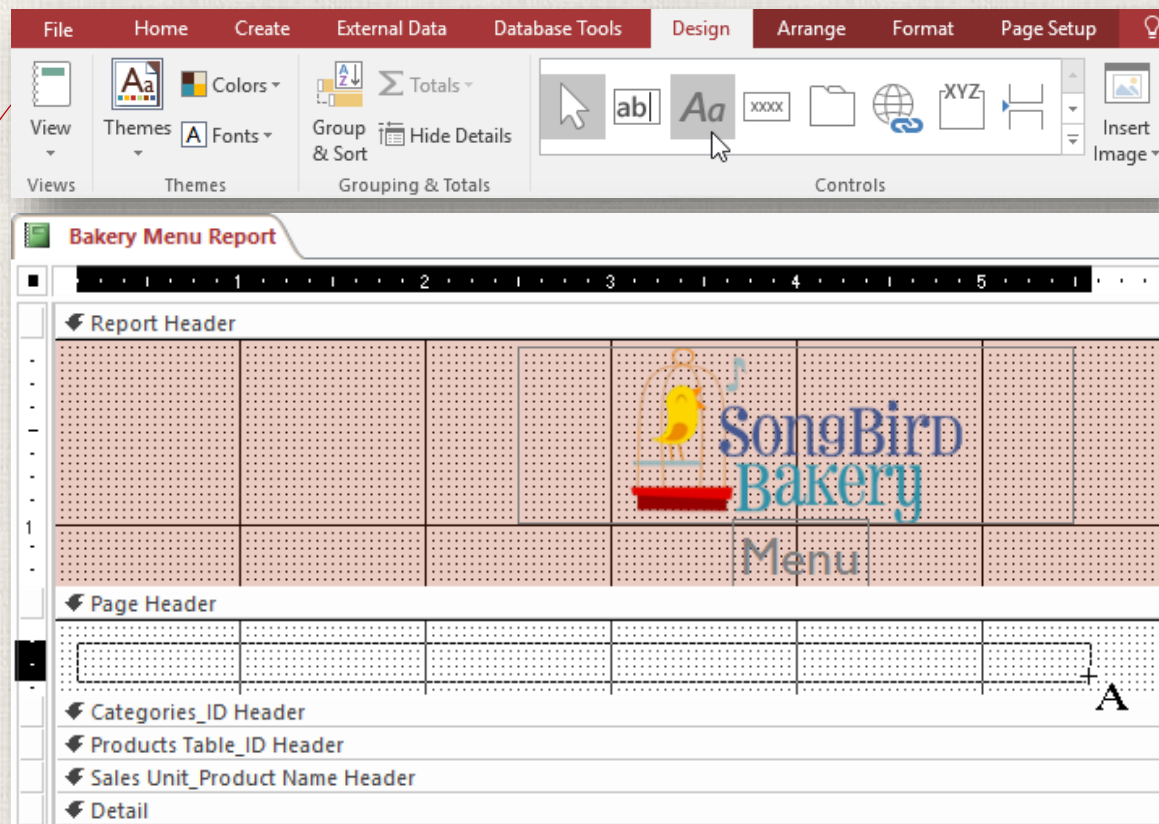 File Home Create External Data Database Tools Design Arrange Format Page Setup
Aa Colors
A Z Totals
ab Aa xxxx XYZ
View Themes A Fonts Group & Sort Hide Details Insert Image
Views Themes Grouping & Totals Controls
Bakery Menu Report
1 2 3 4 5
Report Header
SongBird
Bakery
1
Menu
Page Header
A
Categories_ID Header
Products Table_ID Header
Sales Unit_Product Name Header
Detail